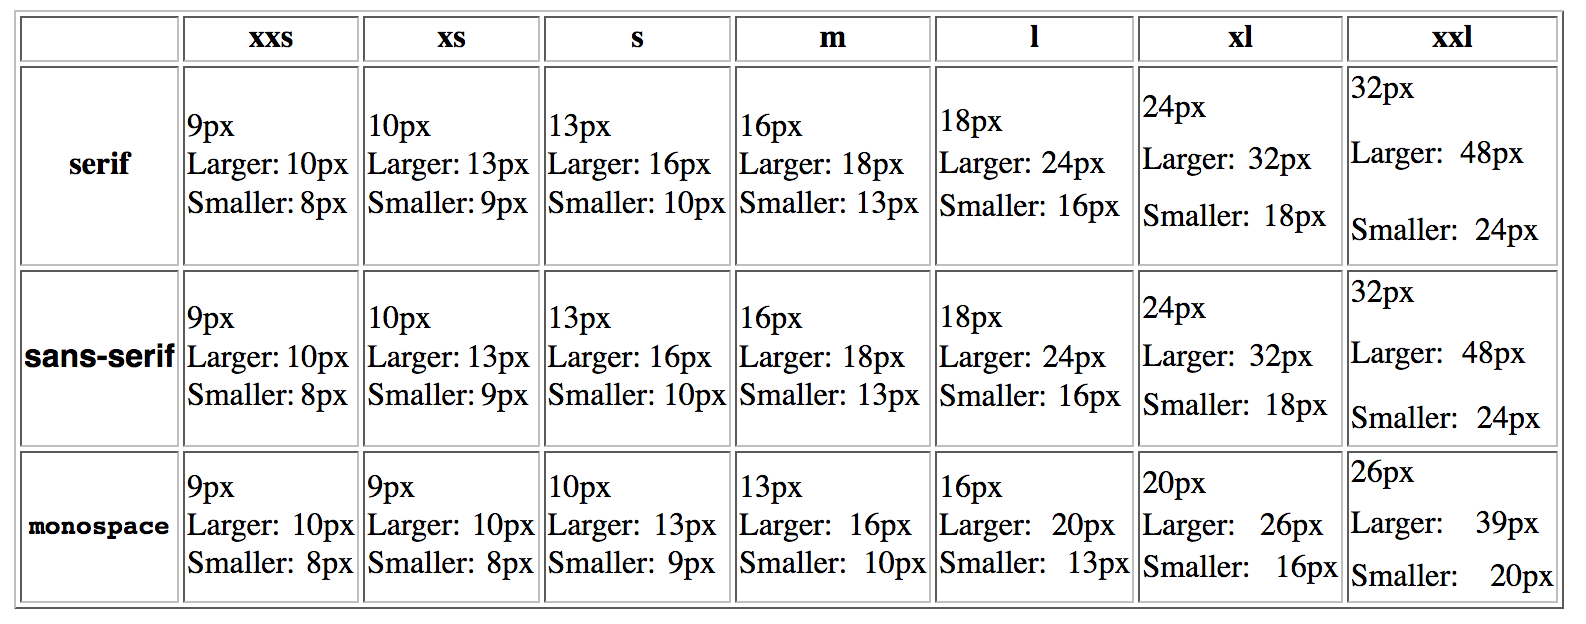 xxs xs s m l xl xxl
serif
9px
Larger: 10px
Smaller: 8px
10px
Larger: 13px
Smaller: 9px
13px
Larger: 16px
Smaller: 10px
16px
Larger: 18px
Smaller: 13px
18px
Larger: 24px
Smaller: 16px
24px
Larger: 32px
Smaller: 18px
32px
Larger: 48px
Smaller: 24px
sans-serif
9px
Larger: 10px
Smaller: 8px
10px
Larger: 13px
Smaller: 9px
13px
Larger: 16px
Smaller: 10px
16px
Larger: 18px
Smaller: 13px
18px
Larger: 24px
Smaller: 16px
24px
Larger: 32px
Smaller: 18px
32px
Larger: 48px
Smaller: 24px
monospace
9px
Larger: 10px
Smaller: 8px
9px
Larger: 10px
Smaller: 8px
10px
Larger: 13px
Smaller: 9px
13px
Larger: 16px
Smaller: 10px
16px
Larger: 20px
Smaller: 13px
20px
Larger: 26px
Smaller: 16px
26px
Larger: 39px
Smaller: 20px